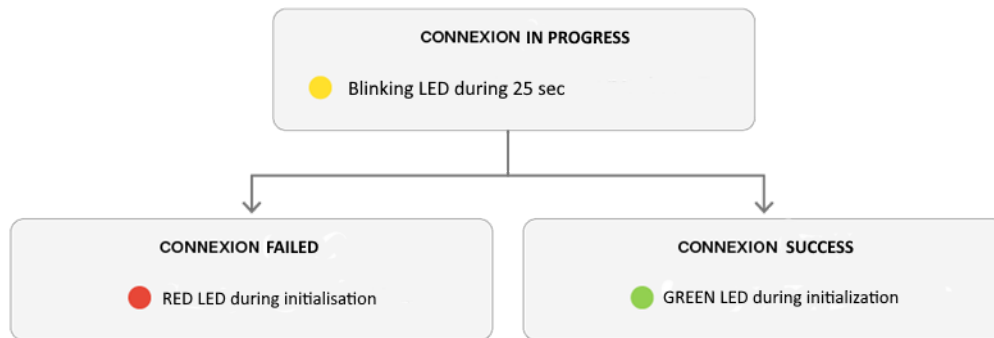 CONNEXION IN PROGRESS
Blinking LED during 25 sec
CONNEXION FAILED
RED LED during initialisation
CONNEXION SUCCESS
GREEN LED during initialization